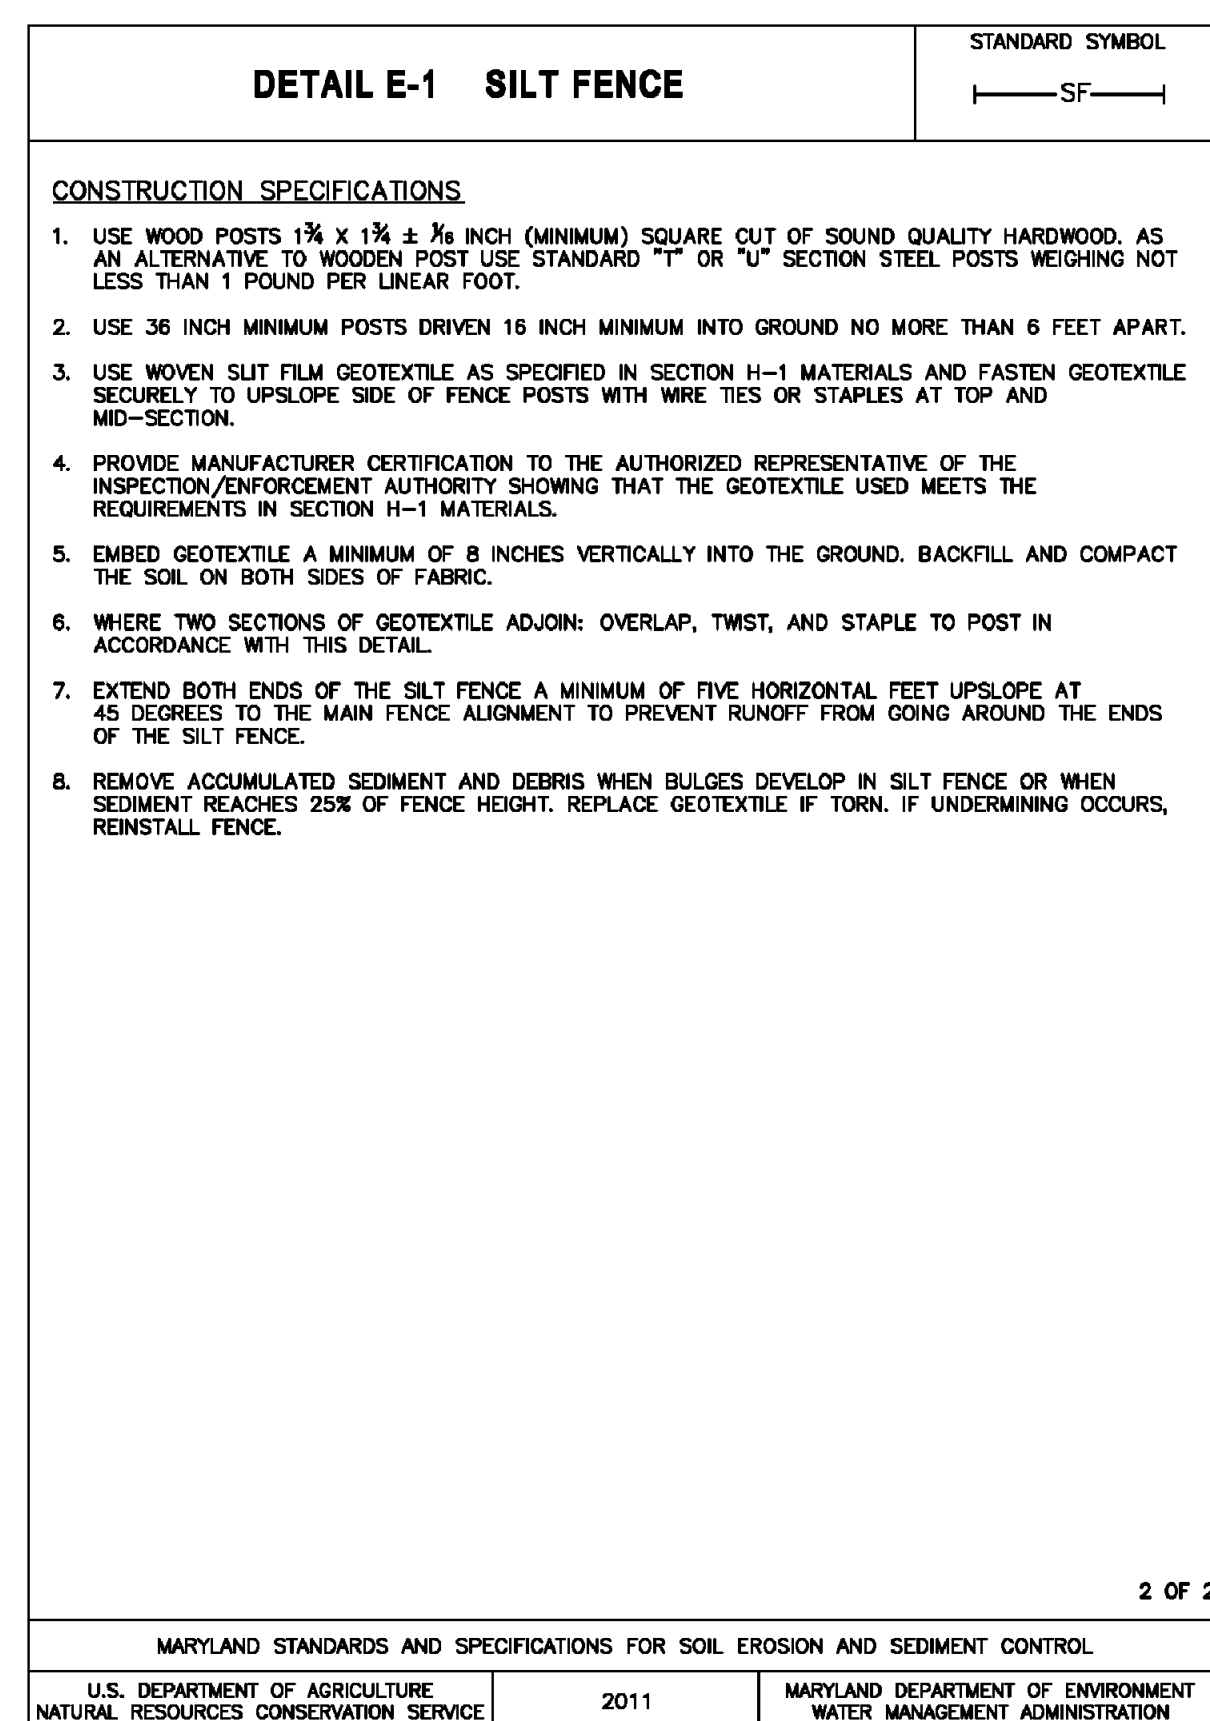 DETAIL E-1 SILT FENCE
STANDARD SYMBOL
SF
CONSTRUCTION SPECIFICATIONS
1. USE WOOD POSTS 1¾ X 1¾ ± 1⁄16 INCH (MINIMUM) SQUARE CUT OF SOUND QUALITY HARDWOOD. AS
AN ALTERNATIVE TO WOODEN POST USE STANDARD "T" OR "U" SECTION STEEL POSTS WEIGHING NOT
LESS THAN 1 POUND PER LINEAR FOOT.
2. USE 36 INCH MINIMUM POSTS DRIVEN 16 INCH MINIMUM INTO GROUND NO MORE THAN 6 FEET APART.
3. USE WOVEN SLIT FILM GEOTEXTILE AS SPECIFIED IN SECTION H-1 MATERIALS AND FASTEN GEOTEXTILE
SECURELY TO UPSLOPE SIDE OF FENCE POSTS WITH WIRE TIES OR STAPLES AT TOP AND
MID-SECTION.
4. PROVIDE MANUFACTURER CERTIFICATION TO THE AUTHORIZED REPRESENTATIVE OF THE
INSPECTION/ENFORCEMENT AUTHORITY SHOWING THAT THE GEOTEXTILE USED MEETS THE
REQUIREMENTS IN SECTION H-1 MATERIALS.
5. EMBED GEOTEXTILE A MINIMUM OF 8 INCHES VERTICALLY INTO THE GROUND. BACKFILL AND COMPACT
THE SOIL ON BOTH SIDES OF FABRIC.
6. WHERE TWO SECTIONS OF GEOTEXTILE ADJOIN: OVERLAP, TWIST, AND STAPLE TO POST IN
ACCORDANCE WITH THIS DETAIL.
7. EXTEND BOTH ENDS OF THE SILT FENCE A MINIMUM OF FIVE HORIZONTAL FEET UPSLOPE AT
45 DEGREES TO THE MAIN FENCE ALIGNMENT TO PREVENT RUNOFF FROM GOING AROUND THE ENDS
OF THE SILT FENCE.
8. REMOVE ACCUMULATED SEDIMENT AND DEBRIS WHEN BULGES DEVELOP IN SILT FENCE OR WHEN
SEDIMENT REACHES 25% OF FENCE HEIGHT. REPLACE GEOTEXTILE IF TORN. IF UNDERMINING OCCURS,
REINSTALL FENCE.
2 OF 2
MARYLAND STANDARDS AND SPECIFICATIONS FOR SOIL EROSION AND SEDIMENT CONTROL
U.S. DEPARTMENT OF AGRICULTURE
NATURAL RESOURCES CONSERVATION SERVICE
2011
MARYLAND DEPARTMENT OF ENVIRONMENT
WATER MANAGEMENT ADMINISTRATION